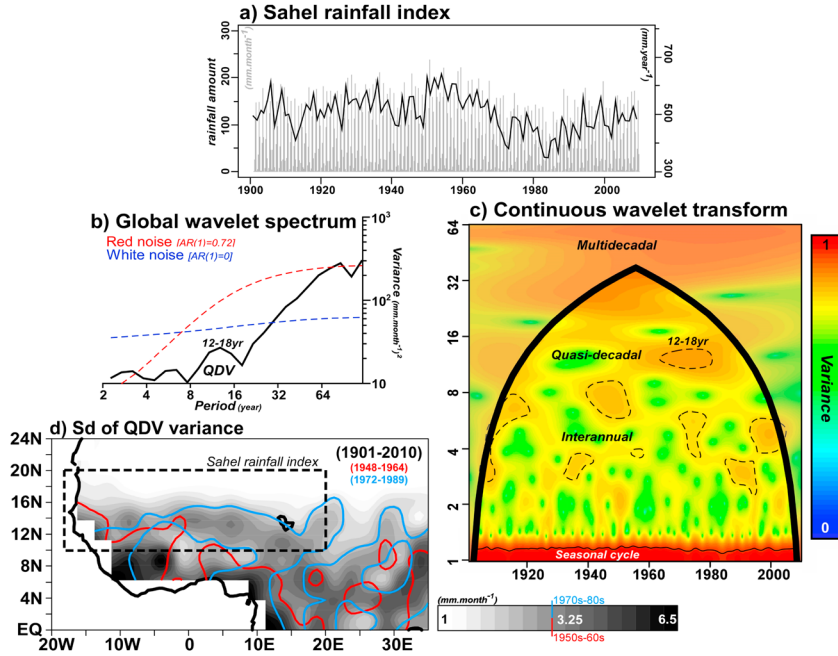 a) Sahel rainfall index
300
200
100
0
rainfall amount
(mm.month⁻¹)
(mm.year⁻¹)
700
500
300
1900 1920 1940 1960 1980 2000
b) Global wavelet spectrum
Red noise [AR(1)=0.72]
White noise [AR(1)=0]
10³
10²
10
Variance (mm.month⁻¹)²
12-18yr
QDV
2 4 8 16 32 64
Period (year)
c) Continuous wavelet transform
64
32
16
8
4
2
1
Multidecadal
12-18yr
Quasi-decadal
Interannual
Seasonal cycle
1920 1940 1960 1980 2000
1
Variance
0
d) Sd of QDV variance
24N
20N
16N
12N
8N
4N
EQ
Sahel rainfall index
(1901-2010)
(1948-1964)
(1972-1989)
20W 10W 0 10E 20E 30E
(mm.month⁻¹)
1970s-80s
1 3.25 6.5
1950s-60s